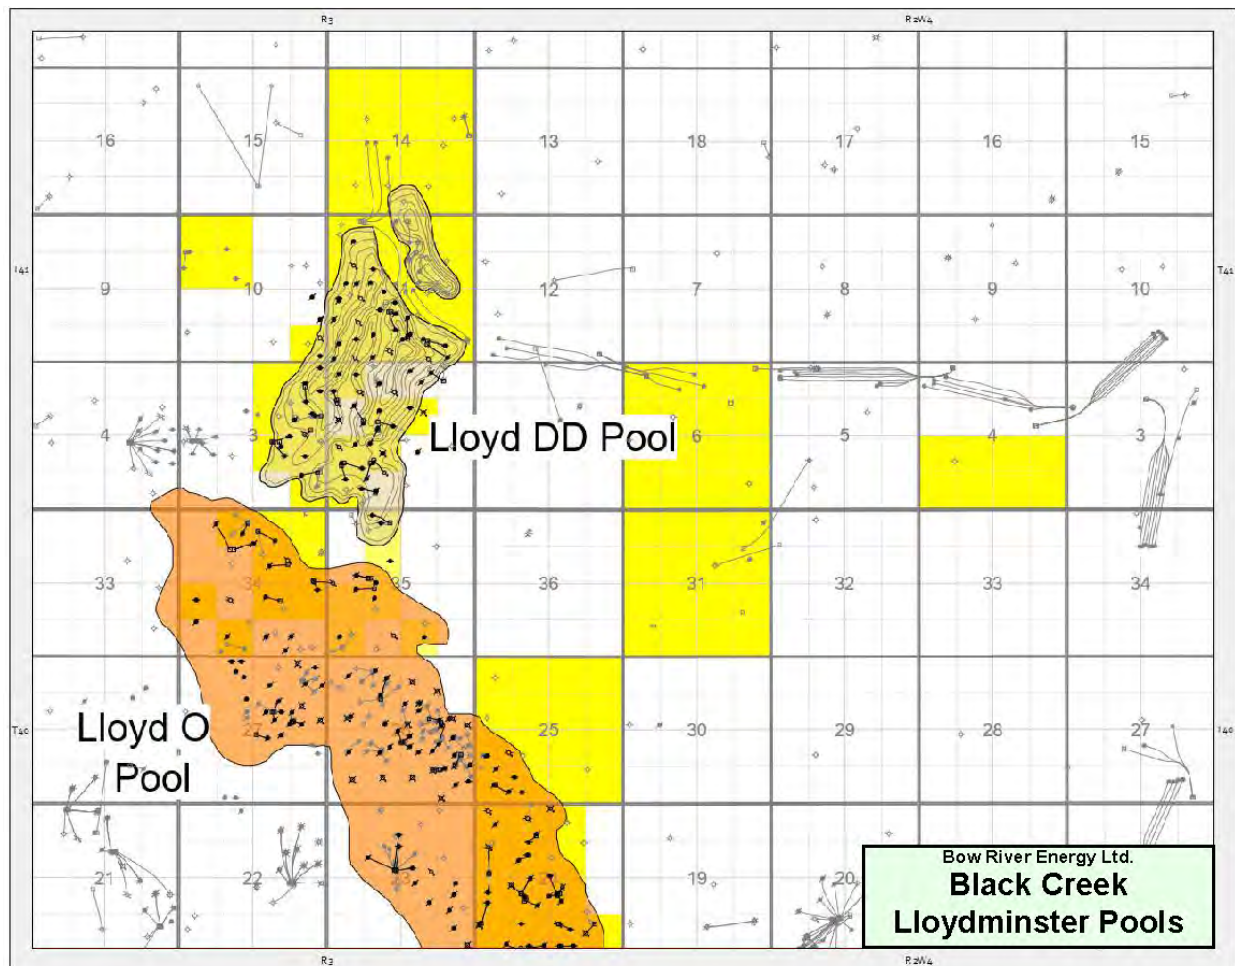 R3 R2W4
16 15 14 13 18 17 16 15
T41 T41
9 10 11 12 7 8 9 10
4 3 6 5 4 3
Lloyd DD Pool
33 34 35 36 31 32 33 34
Lloyd O
Pool
T40 27 25 30 29 28 27 T40
21 22 23 19 20
Bow River Energy Ltd.
Black Creek
Lloydminster Pools
R3 R2W4